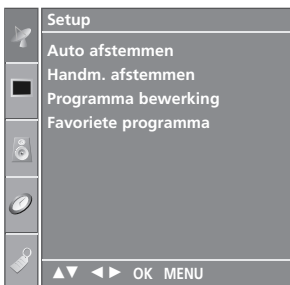 Setup
Auto afstemmen
Handm. afstemmen
Programma bewerking
Favoriete programma
▲▼ ◄► OK MENU